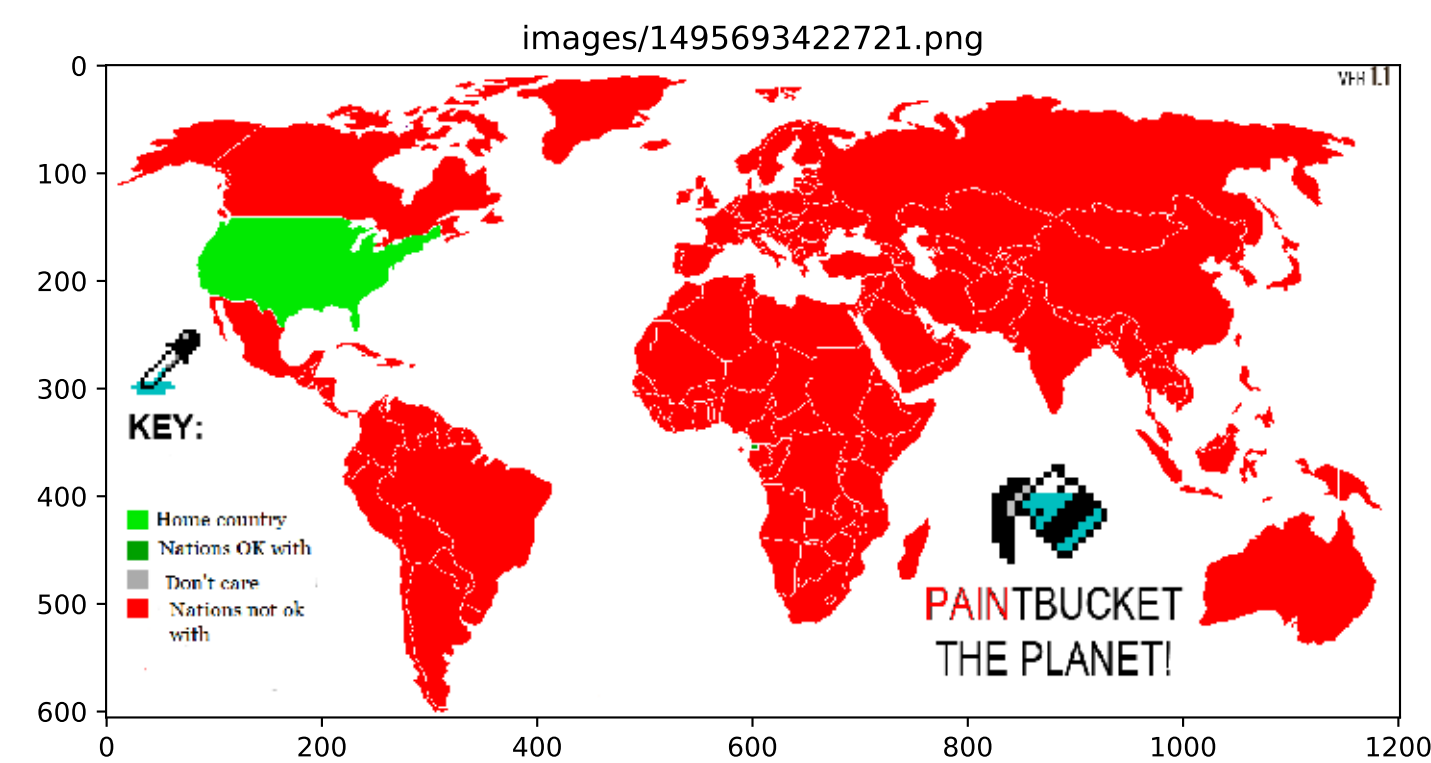 images/1495693422721.png
0
100
200
300
400
500
600
0 200 400 600 800 1000 1200
VER 1.1
KEY:
Home country
Nations OK with
Don't care
Nations not ok
with
PAINTBUCKET
THE PLANET!